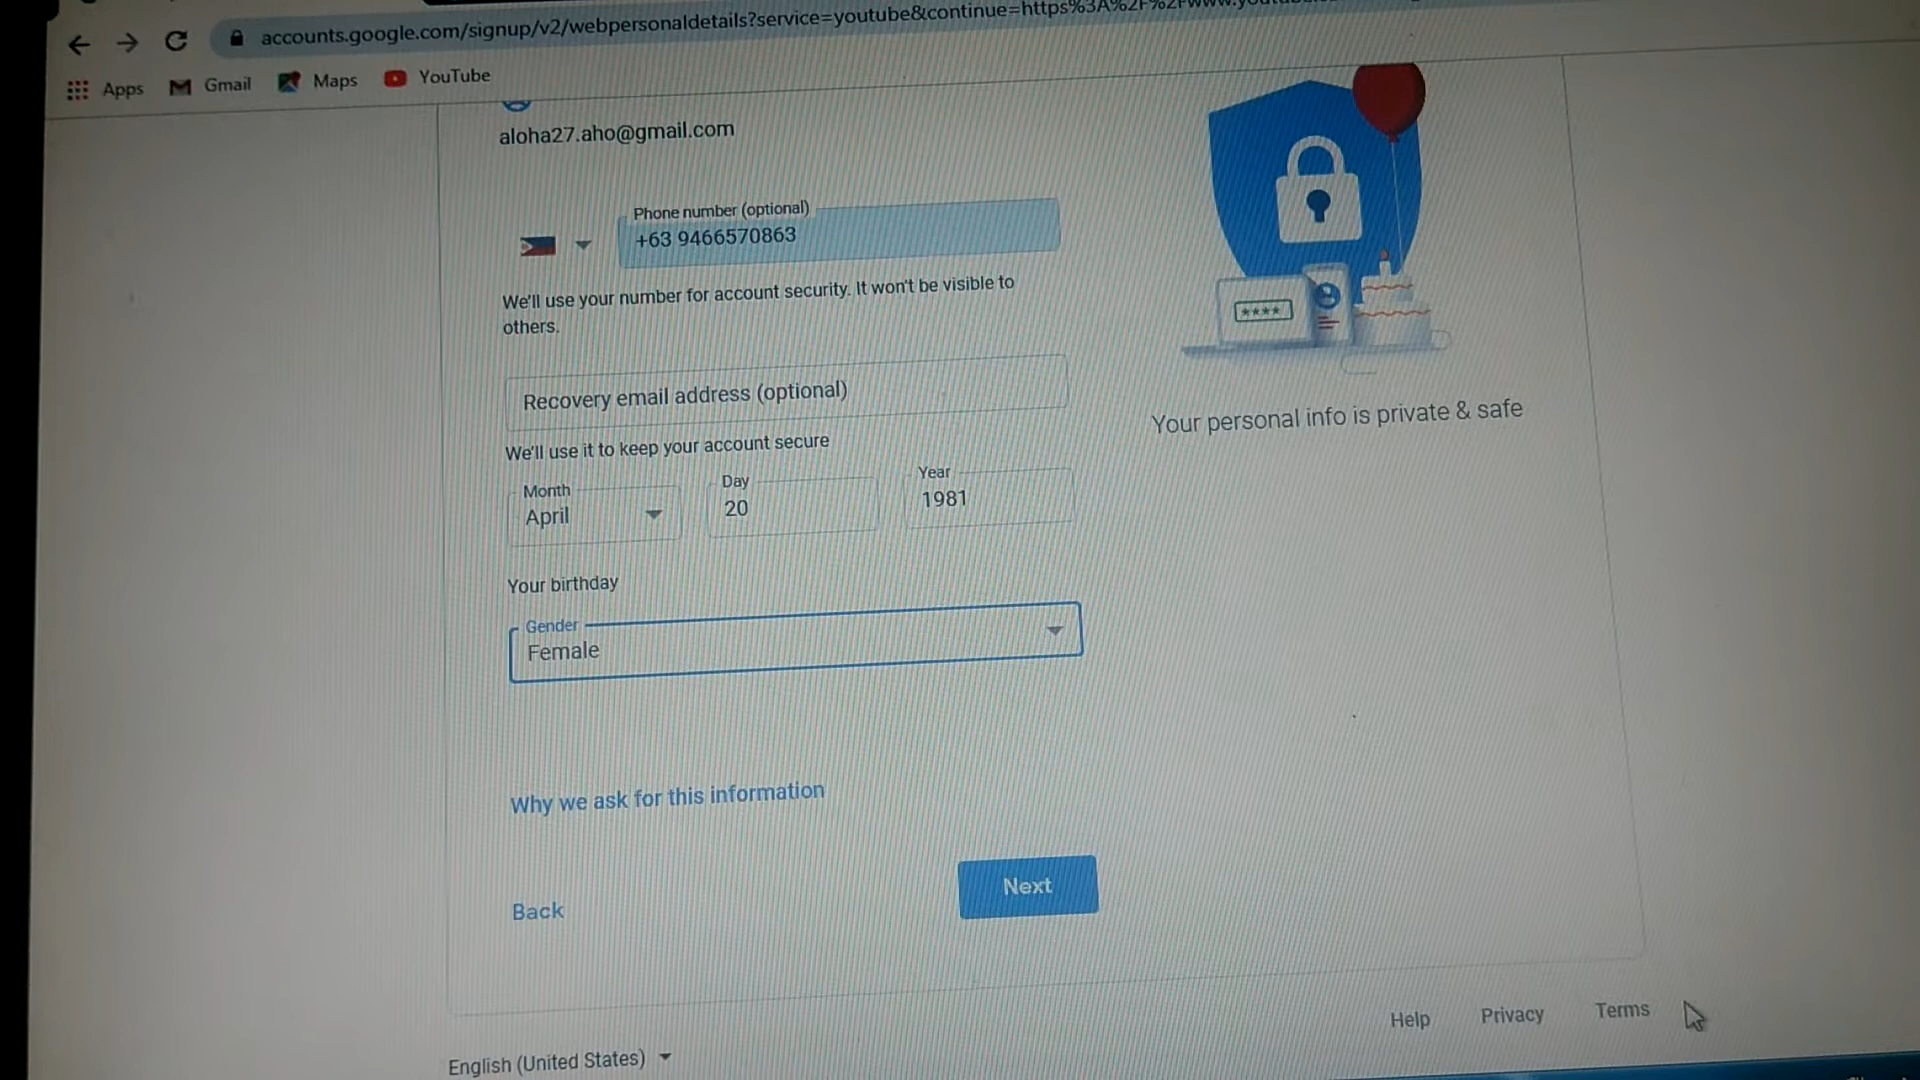 accounts.google.com/signup/v2/webpersonaldetails?service=youtube&continue=https%3A%2F%2Fwww.
Apps Gmail Maps YouTube
aloha27.aho@gmail.com
Phone number (optional)
+63 9466570863
We'll use your number for account security. It won't be visible to
others.
Recovery email address (optional)
We'll use it to keep your account secure
Month Day Year
April 20 1981
Your birthday
Gender
Female
Why we ask for this information
Back Next
****
Your personal info is private & safe
English (United States) Help Privacy Terms